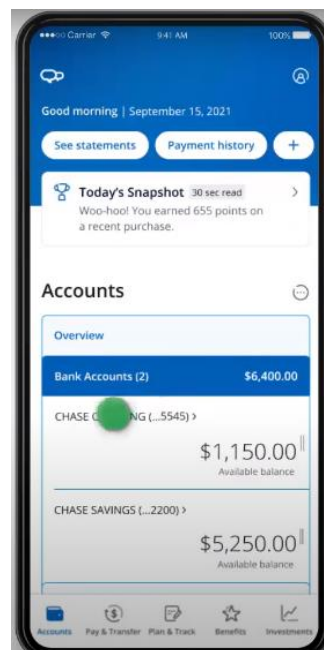 Carrier 9:41 AM 100%
Good morning | September 15, 2021
See statements Payment history +
Today's Snapshot 30 sec read >
Woo-hoo! You earned 655 points on
a recent purchase.
Accounts
Overview
Bank Accounts (2) $6,400.00
CHASE C NG (...5545) >
$1,150.00
Available balance
CHASE SAVINGS (...2200) >
$5,250.00
Available balance
Accounts Pay & Transfer Plan & Track Benefits Investments